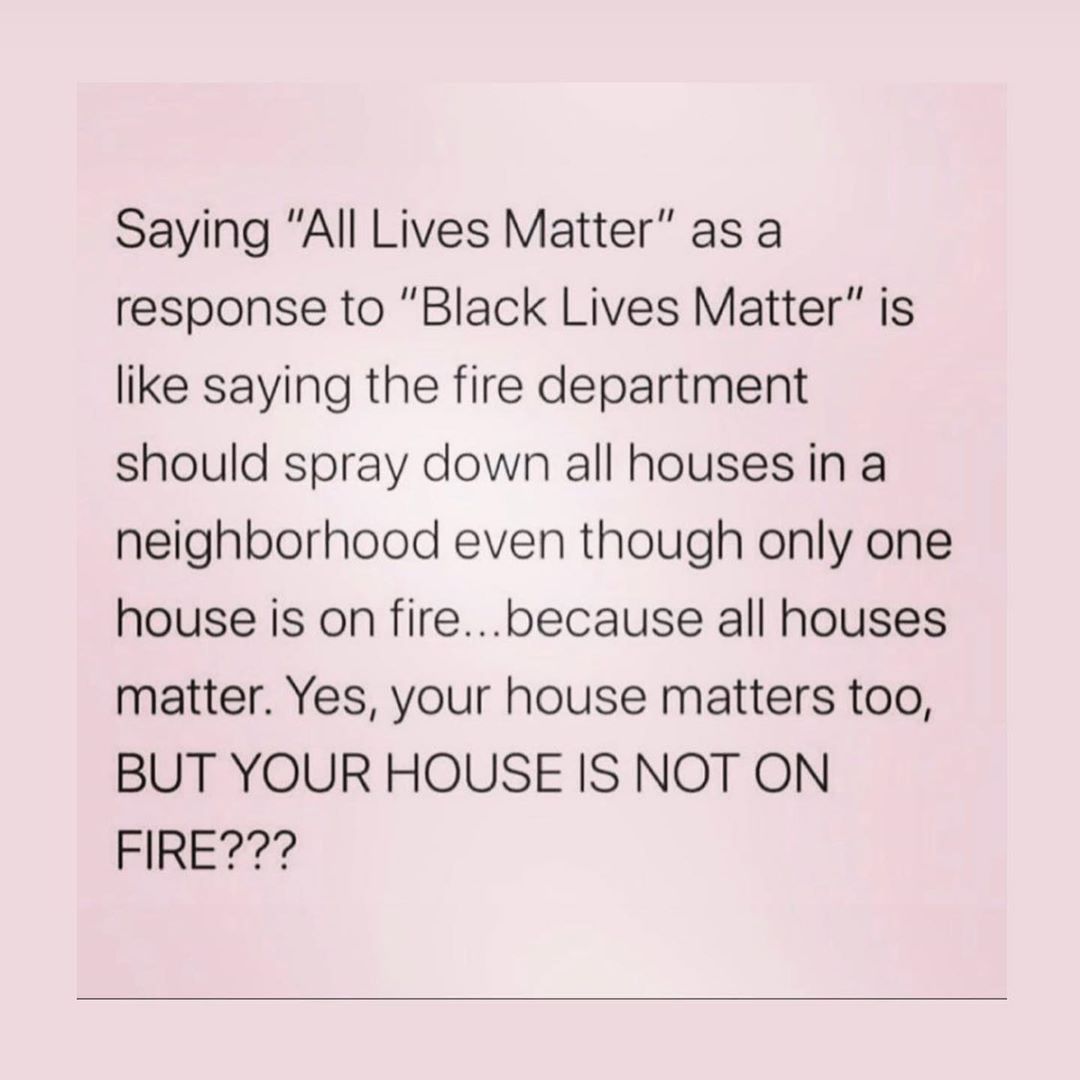 Saying "All Lives Matter" as a
response to "Black Lives Matter" is
like saying the fire department
should spray down all houses in a
neighborhood even though only one
house is on fire...because all houses
matter. Yes, your house matters too,
BUT YOUR HOUSE IS NOT ON
FIRE???